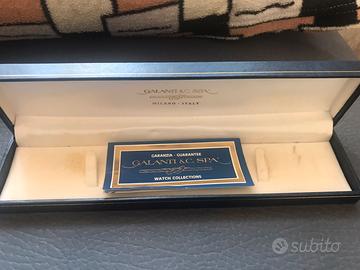 GALANTI & C. SPA
MILANO - ITALY
GARANZIA - GUARANTEE
GALANTI & C. SPA
WATCH COLLECTIONS
subito